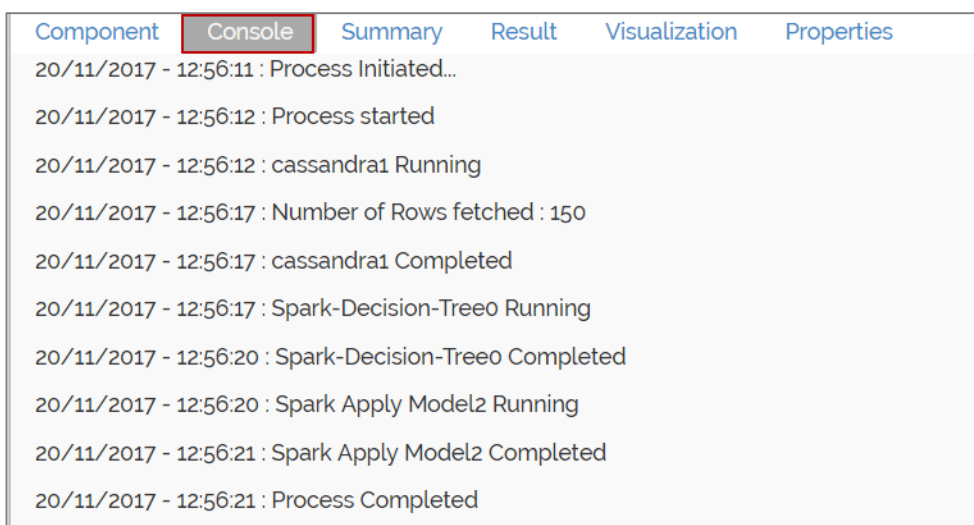 Component Console Summary Result Visualization Properties
20/11/2017 - 12:56:11 : Process Initiated...
20/11/2017 - 12:56:12 : Process started
20/11/2017 - 12:56:12 : cassandra1 Running
20/11/2017 - 12:56:17 : Number of Rows fetched : 150
20/11/2017 - 12:56:17 : cassandra1 Completed
20/11/2017 - 12:56:17 : Spark-Decision-Tree0 Running
20/11/2017 - 12:56:20 : Spark-Decision-Tree0 Completed
20/11/2017 - 12:56:20 : Spark Apply Model2 Running
20/11/2017 - 12:56:21 : Spark Apply Model2 Completed
20/11/2017 - 12:56:21 : Process Completed